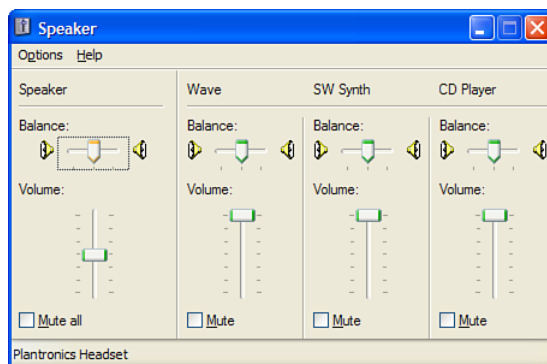 Speaker
Options Help
Speaker Wave SW Synth CD Player
Balance: Balance: Balance: Balance:
Volume: Volume: Volume: Volume:
Mute all Mute Mute Mute
Plantronics Headset